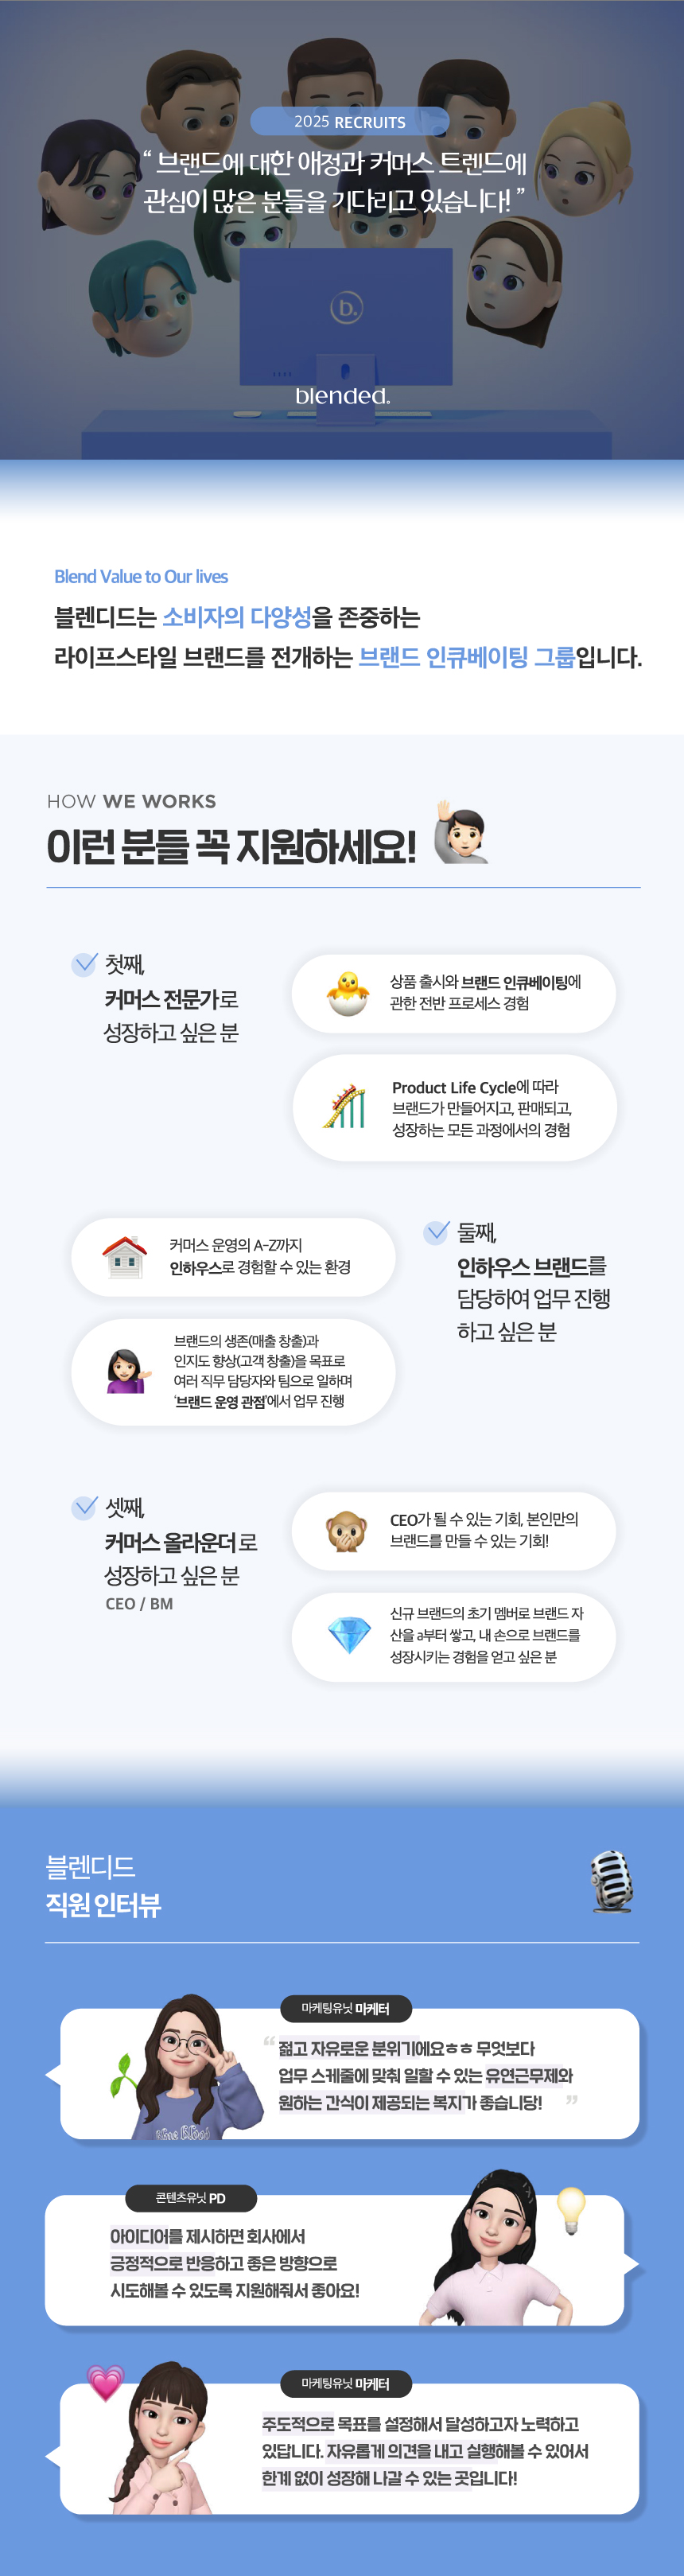 2025 RECRUITS
“ 브랜드에 대한 애정과 커머스 트렌드에
관심이 많은 분들을 기다리고 있습니다! ”
b.
blended.
Blend Value to Our lives
블렌디드는 소비자의 다양성을 존중하는
라이프스타일 브랜드를 전개하는 브랜드 인큐베이팅 그룹입니다.
HOW WE WORKS
이런 분들 꼭 지원하세요!
첫째,
커머스 전문가로
성장하고 싶은 분
상품 출시와 브랜드 인큐베이팅에
관한 전반 프로세스 경험
Product Life Cycle에 따라
브랜드가 만들어지고, 판매되고,
성장하는 모든 과정에서의 경험
둘째,
인하우스 브랜드를
담당하여 업무 진행
하고 싶은 분
커머스 운영의 A-Z까지
인하우스로 경험할 수 있는 환경
브랜드의 생존(매출 창출)과
인지도 향상(고객 창출)을 목표로
여러 직무 담당자와 팀으로 일하며
‘브랜드 운영 관점’에서 업무 진행
셋째,
커머스 올라운더로
성장하고 싶은 분
CEO / BM
CEO가 될 수 있는 기회, 본인만의
브랜드를 만들 수 있는 기회!
신규 브랜드의 초기 멤버로 브랜드 자
산을 a부터 쌓고, 내 손으로 브랜드를
성장시키는 경험을 얻고 싶은 분
블렌디드
직원 인터뷰
마케팅유닛 마케터
“ 젊고 자유로운 분위기에요ㅎㅎ 무엇보다
업무 스케줄에 맞춰 일할 수 있는 유연근무제와
원하는 간식이 제공되는 복지가 좋습니당! ”
콘텐츠유닛 PD
아이디어를 제시하면 회사에서
긍정적으로 반응하고 좋은 방향으로
시도해볼 수 있도록 지원해줘서 좋아요!
마케팅유닛 마케터
주도적으로 목표를 설정해서 달성하고자 노력하고
있답니다. 자유롭게 의견을 내고 실행해볼 수 있어서
한계 없이 성장해 나갈 수 있는 곳입니다!